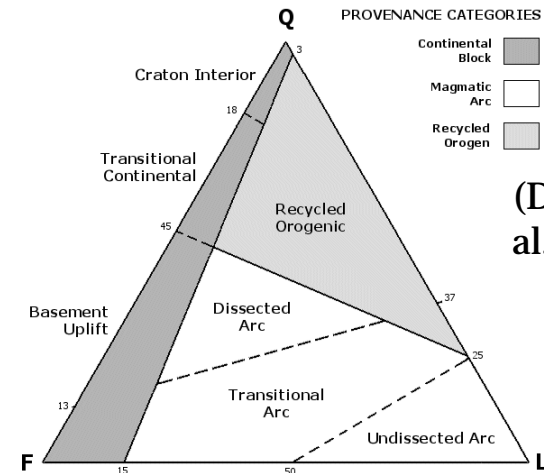 Q
PROVENANCE CATEGORIES
Continental
Block
Magmatic
Arc
Recycled
Orogen
3
Craton Interior
18
Transitional
Continental
(D
al.
Recycled
Orogenic
45
37
Basement
Uplift
Dissected
Arc
25
13
Transitional
Arc
Undissected Arc
F
15
50
L